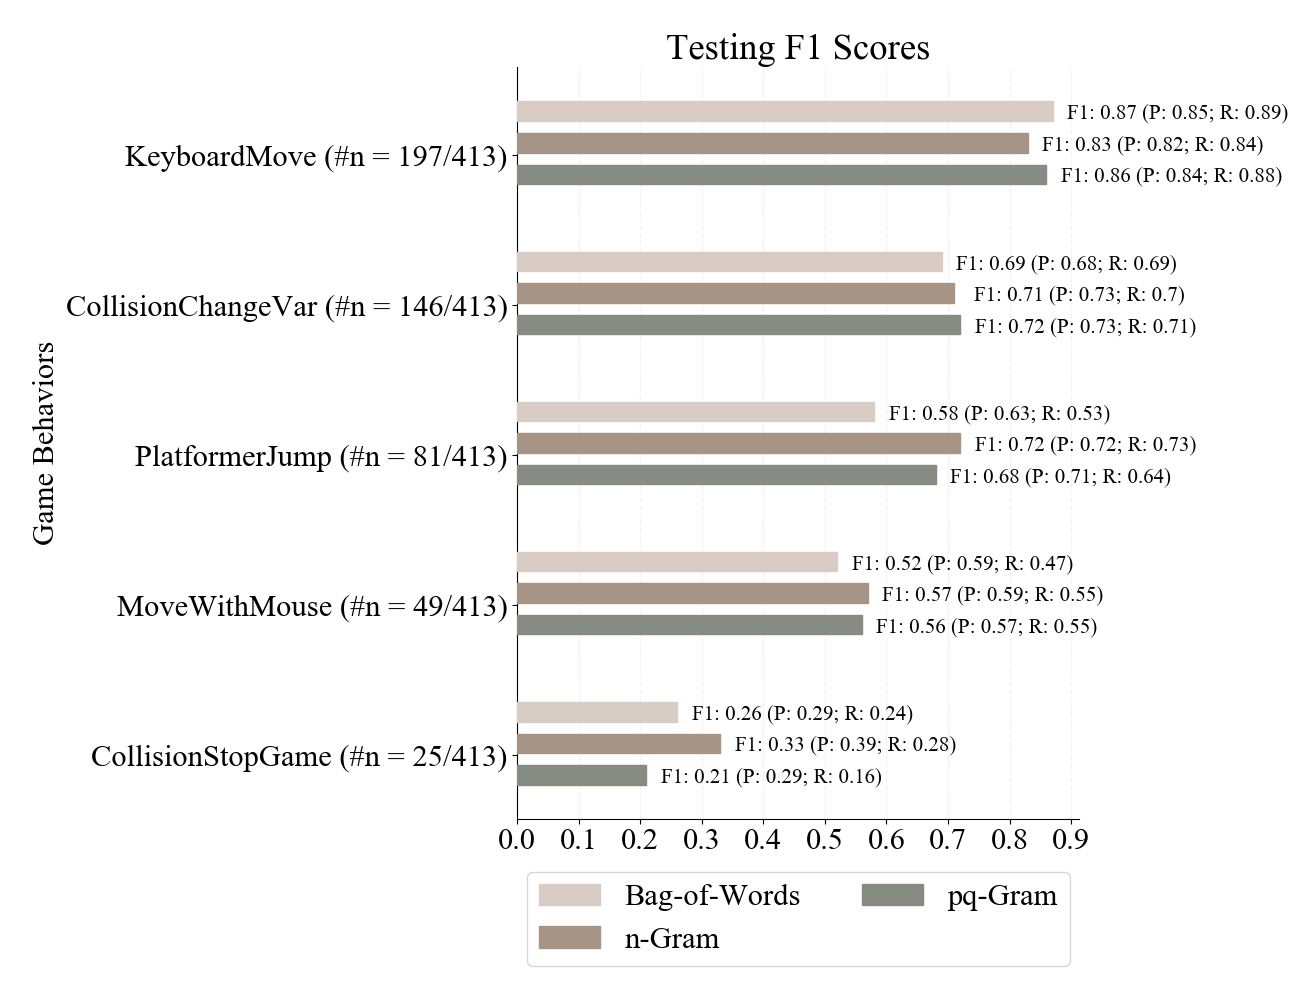 Testing F1 Scores
Game Behaviors
KeyboardMove (#n = 197/413)
F1: 0.87 (P: 0.85; R: 0.89)
F1: 0.83 (P: 0.82; R: 0.84)
F1: 0.86 (P: 0.84; R: 0.88)
CollisionChangeVar (#n = 146/413)
F1: 0.69 (P: 0.68; R: 0.69)
F1: 0.71 (P: 0.73; R: 0.7)
F1: 0.72 (P: 0.73; R: 0.71)
PlatformerJump (#n = 81/413)
F1: 0.58 (P: 0.63; R: 0.53)
F1: 0.72 (P: 0.72; R: 0.73)
F1: 0.68 (P: 0.71; R: 0.64)
MoveWithMouse (#n = 49/413)
F1: 0.52 (P: 0.59; R: 0.47)
F1: 0.57 (P: 0.59; R: 0.55)
F1: 0.56 (P: 0.57; R: 0.55)
CollisionStopGame (#n = 25/413)
F1: 0.26 (P: 0.29; R: 0.24)
F1: 0.33 (P: 0.39; R: 0.28)
F1: 0.21 (P: 0.29; R: 0.16)
0.0 0.1 0.2 0.3 0.4 0.5 0.6 0.7 0.8 0.9
Bag-of-Words
n-Gram
pq-Gram